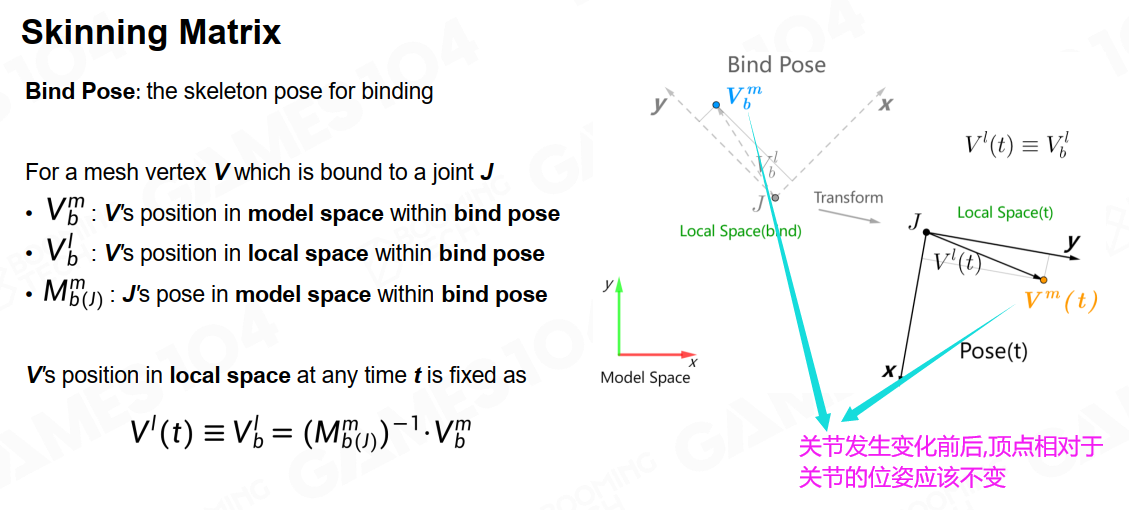 Skinning Matrix
Bind Pose: the skeleton pose for binding
For a mesh vertex V which is bound to a joint J
• V_b^m : V's position in model space within bind pose
• V_b^l : V's position in local space within bind pose
• M_{b(J)}^m : J's pose in model space within bind pose
V's position in local space at any time t is fixed as
V^l(t) ≡ V_b^l = (M_{b(J)}^m)^{-1}·V_b^m
Bind Pose
y
V_b^m
x
V_b^l
J
Local Space(bind)
Transform
V^l(t) ≡ V_b^l
J
Local Space(t)
y
V^l(t)
V^m(t)
x
Pose(t)
y
x
Model Space
关节发生变化前后,顶点相对于
关节的位姿应该不变
GAMES104